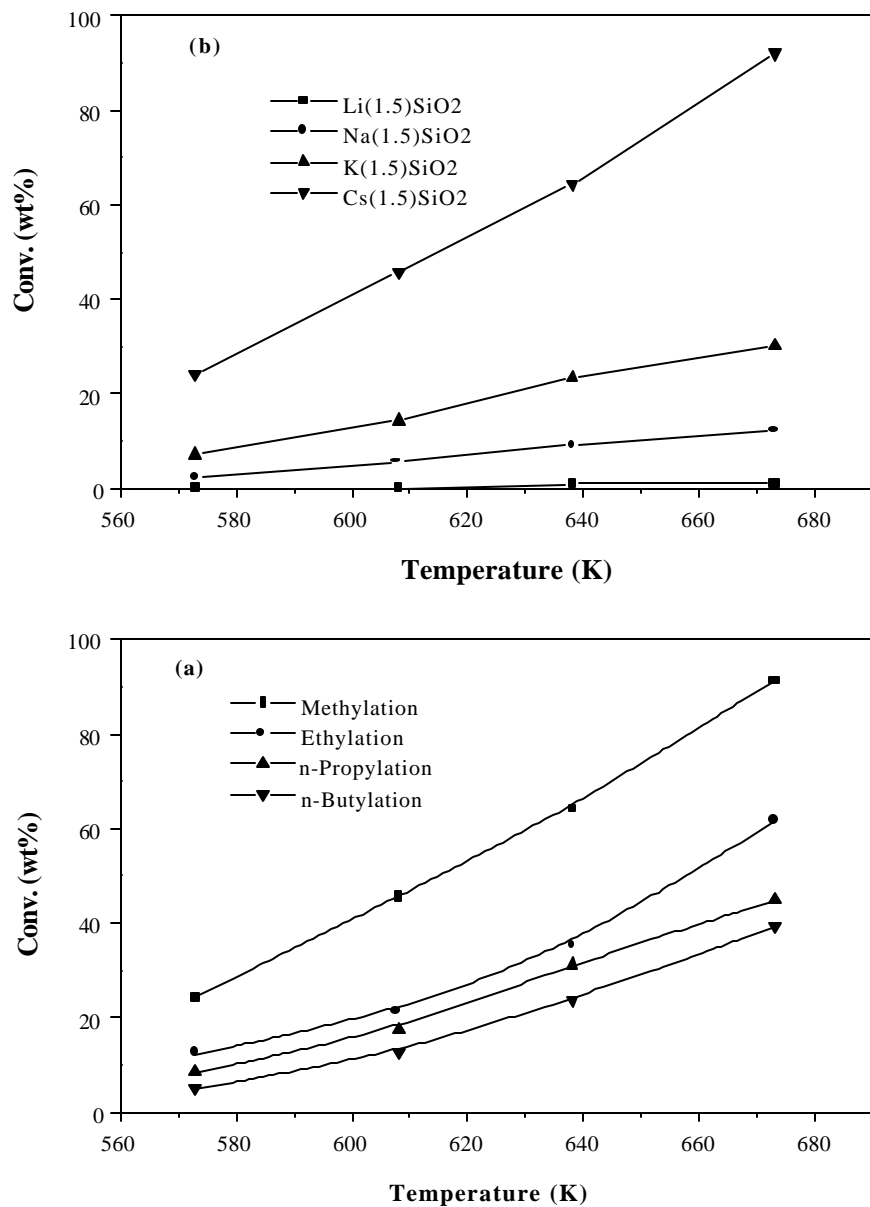 100
(b)
Li(1.5)SiO2
Na(1.5)SiO2
K(1.5)SiO2
Cs(1.5)SiO2
80
60
40
20
0
Conv. (wt%)
560 580 600 620 640 660 680
Temperature (K)
100
(a)
Methylation
Ethylation
n-Propylation
n-Butylation
80
60
40
20
0
Conv. (wt%)
560 580 600 620 640 660 680
Temperature (K)